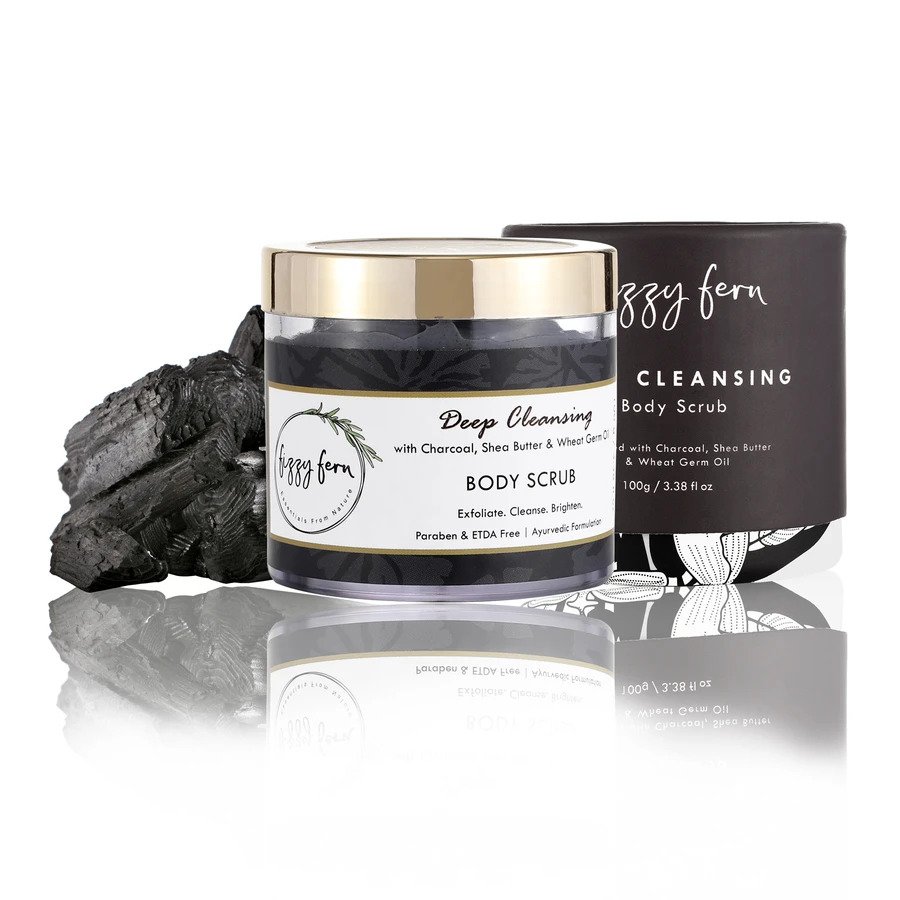 Deep Cleansing
with Charcoal, Shea Butter & Wheat Germ Oil
BODY SCRUB
Exfoliate. Cleanse. Brighten.
Paraben & ETDA Free | Ayurvedic Formulation
fizzy fern
Essentials From Nature
fern
CLEANSING
Body Scrub
with Charcoal, Shea Butter
& Wheat Germ Oil
100g / 3.38 fl oz